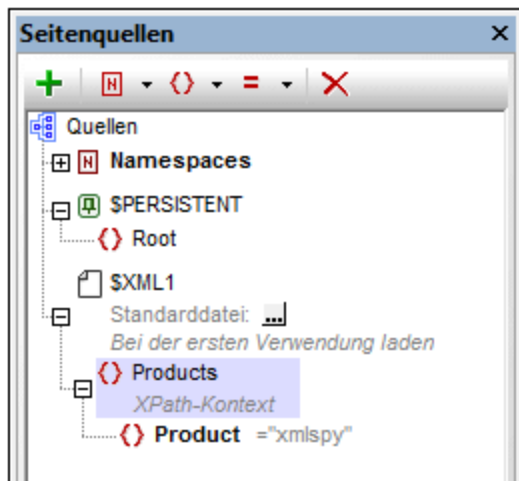 Seitenquellen
Quellen
Namespaces
$PERSISTENT
{} Root
$XML1
Standarddatei: ...
Bei der ersten Verwendung laden
{} Products
XPath-Kontext
{} Product ="xmlspy"